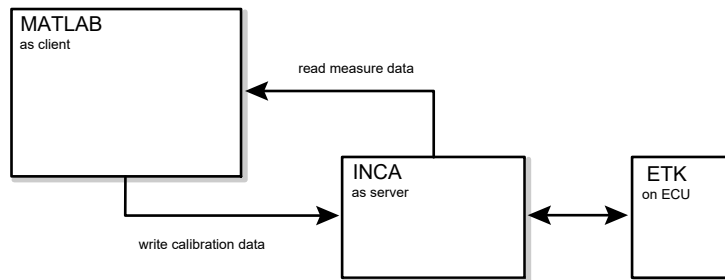 MATLAB
as client
read measure data
INCA
as server
ETK
on ECU
write calibration data